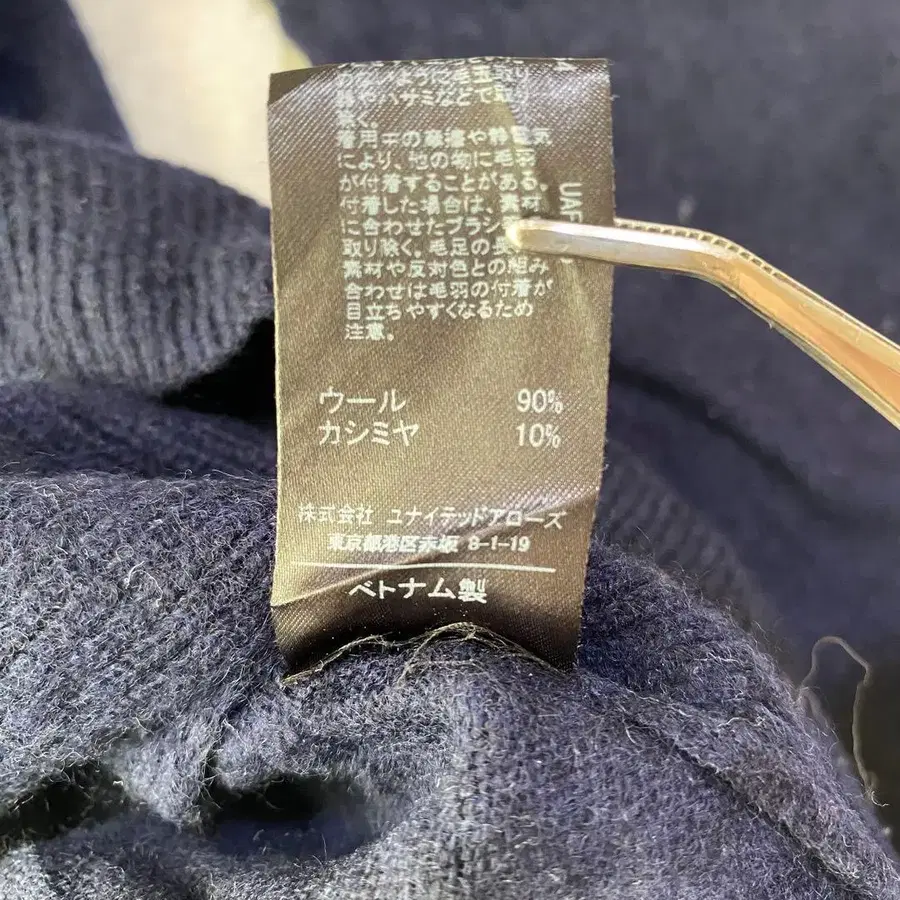 ないように毛玉取り
器やハサミなどで取り
除く。
着用中の摩擦や静電気
により、他の物に毛羽
が付着することがある。
付着した場合は、素材
に合わせたブラシ
取り除く。毛足の長
素材や反対色との組み
合わせは毛羽の付着が
目立ちやすくなるため
注意。
ウール 90%
カシミヤ 10%
株式会社 ユナイテッドアローズ
東京都港区赤坂 8-1-19
ベトナム製